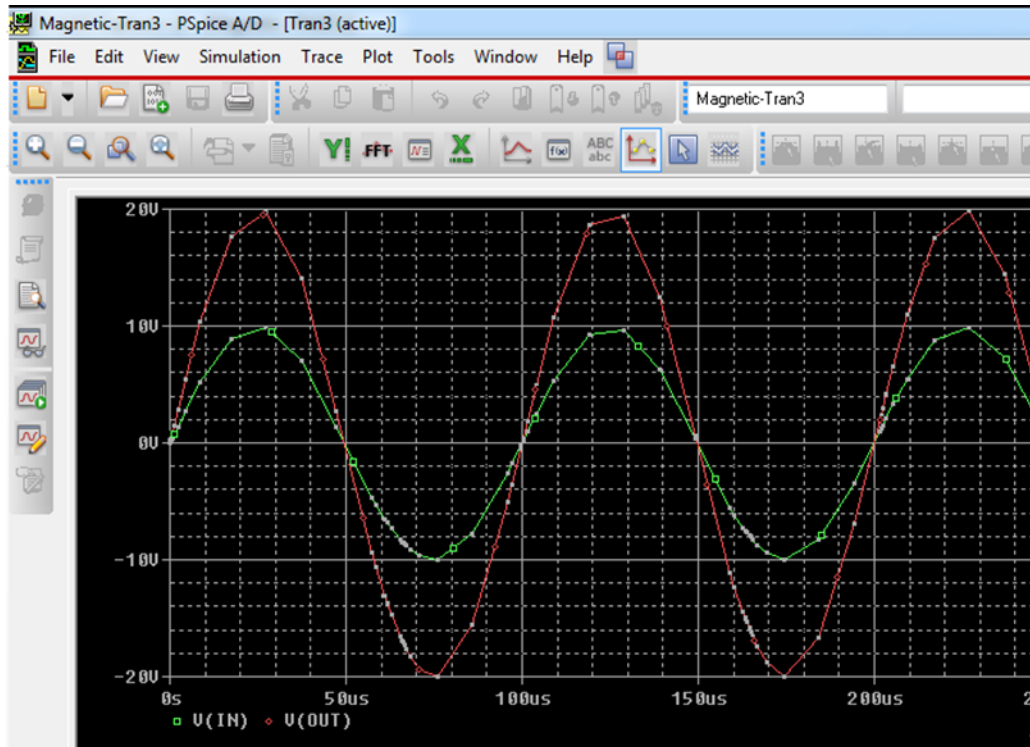 Magnetic-Tran3 - PSpice A/D - [Tran3 (active)]
File Edit View Simulation Trace Plot Tools Window Help
Magnetic-Tran3
FFT ABC
abc
20V
10V
0V
-10V
-20V
0s 50us 100us 150us 200us
V(IN) V(OUT)